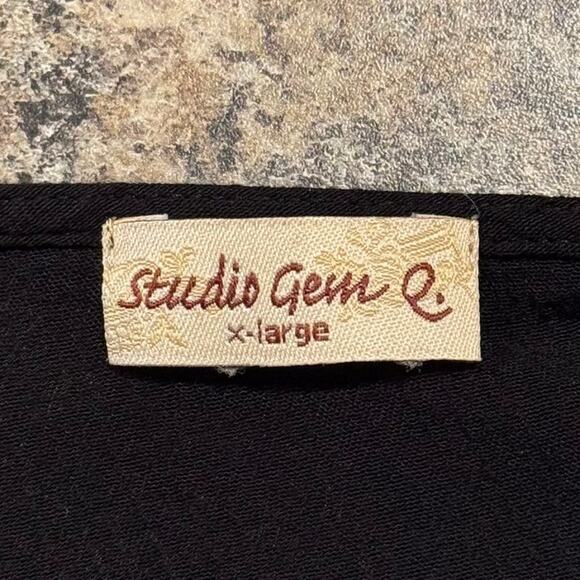 Studio Gem Q.
x-large